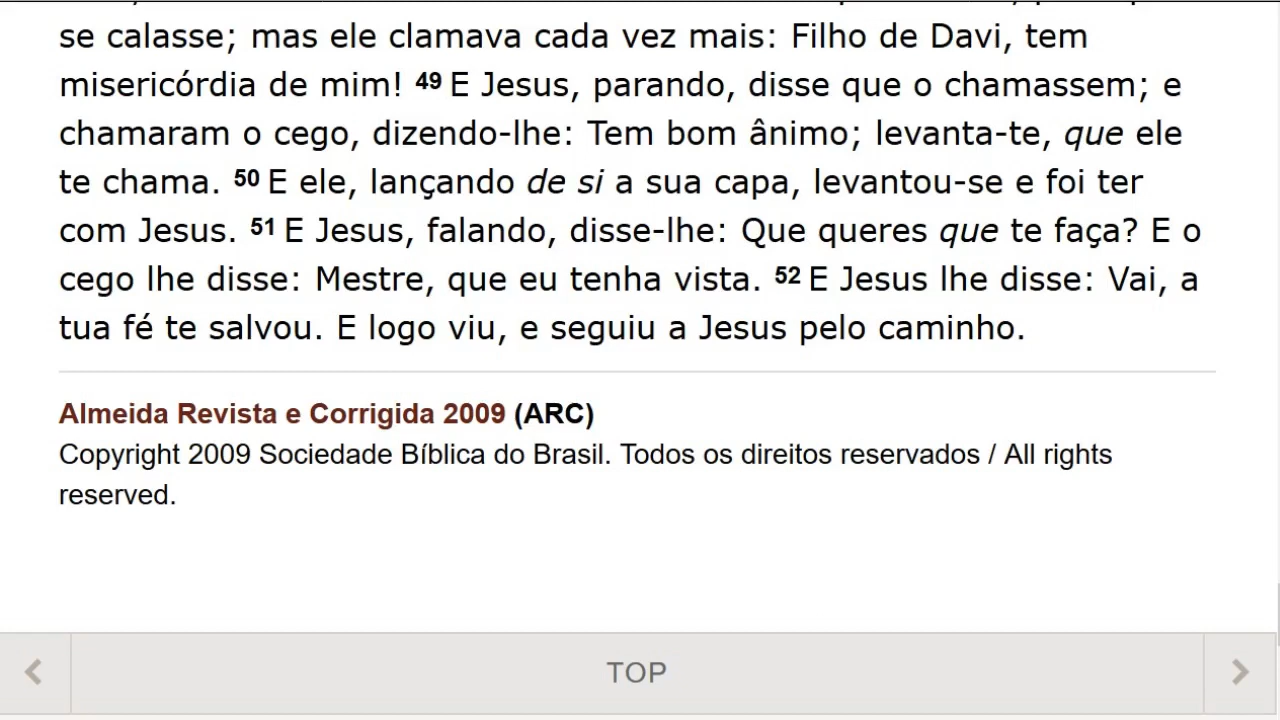 se calasse; mas ele clamava cada vez mais: Filho de Davi, tem
misericórdia de mim! 49 E Jesus, parando, disse que o chamassem; e
chamaram o cego, dizendo-lhe: Tem bom ânimo; levanta-te, que ele
te chama. 50 E ele, lançando de si a sua capa, levantou-se e foi ter
com Jesus. 51 E Jesus, falando, disse-lhe: Que queres que te faça? E o
cego lhe disse: Mestre, que eu tenha vista. 52 E Jesus lhe disse: Vai, a
tua fé te salvou. E logo viu, e seguiu a Jesus pelo caminho.
Almeida Revista e Corrigida 2009 (ARC)
Copyright 2009 Sociedade Bíblica do Brasil. Todos os direitos reservados / All rights
reserved.
TOP